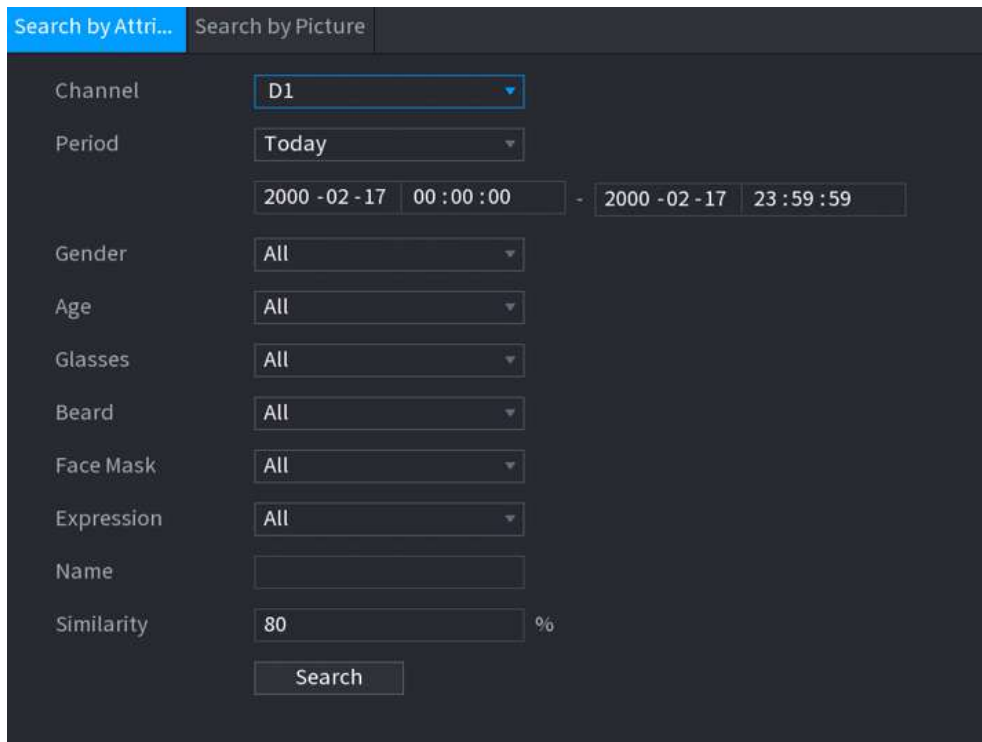 Search by Attri... Search by Picture
Channel D1
Period Today
2000 -02 -17 00 :00 :00 - 2000 -02 -17 23 :59 :59
Gender All
Age All
Glasses All
Beard All
Face Mask All
Expression All
Name
Similarity 80 %
Search